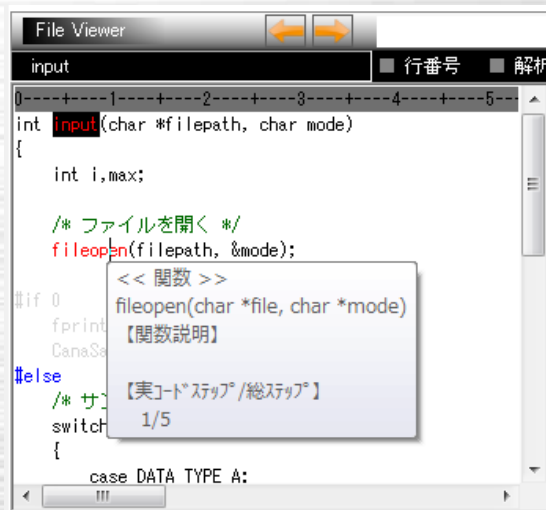 File Viewer
input ■ 行番号 ■ 解析
0----+----1----+----2----+----3----+----4----+----5---
int input(char *filepath, char mode)
{
int i,max;
/* ファイルを開く */
fileopen(filepath, &mode);
<< 関数 >>
#if 0
fileopen(char *file, char *mode)
fprint
【関数説明】
CanaSa
#else
【実ｺｰﾄﾞｽﾃｯﾌﾟ/総ｽﾃｯﾌﾟ】
/* サン
1/5
switch
{
case DATA TYPE A: